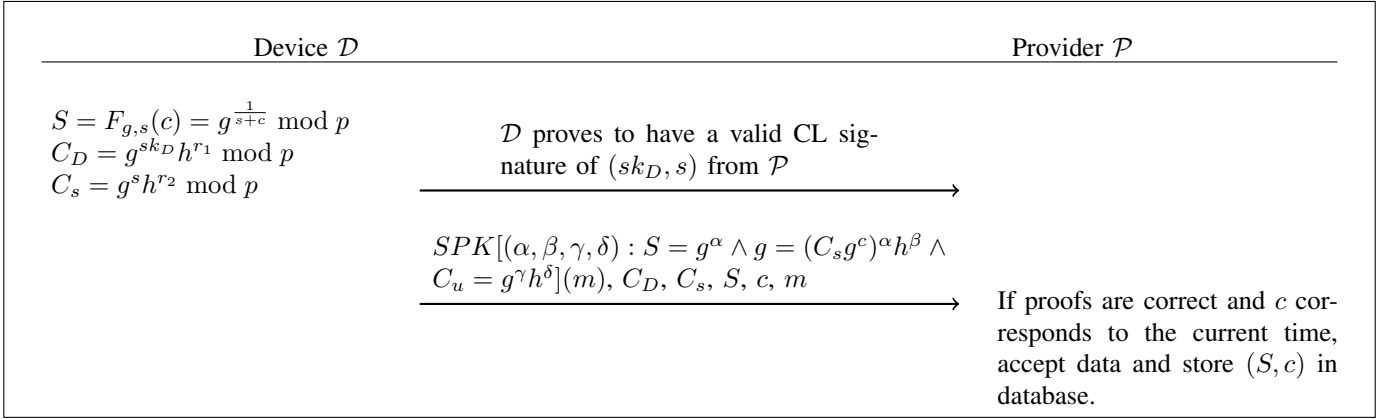 Device 𝒟 Provider 𝒫
S = F_{g,s}(c) = g^{\frac{1}{s+c}} mod p
C_D = g^{sk_D} h^{r_1} mod p
C_s = g^s h^{r_2} mod p
𝒟 proves to have a valid CL sig-
nature of (sk_D, s) from 𝒫
SPK[(α, β, γ, δ) : S = g^α ∧ g = (C_s g^c)^α h^β ∧
C_u = g^γ h^δ](m), C_D, C_s, S, c, m
If proofs are correct and c cor-
responds to the current time,
accept data and store (S, c) in
database.